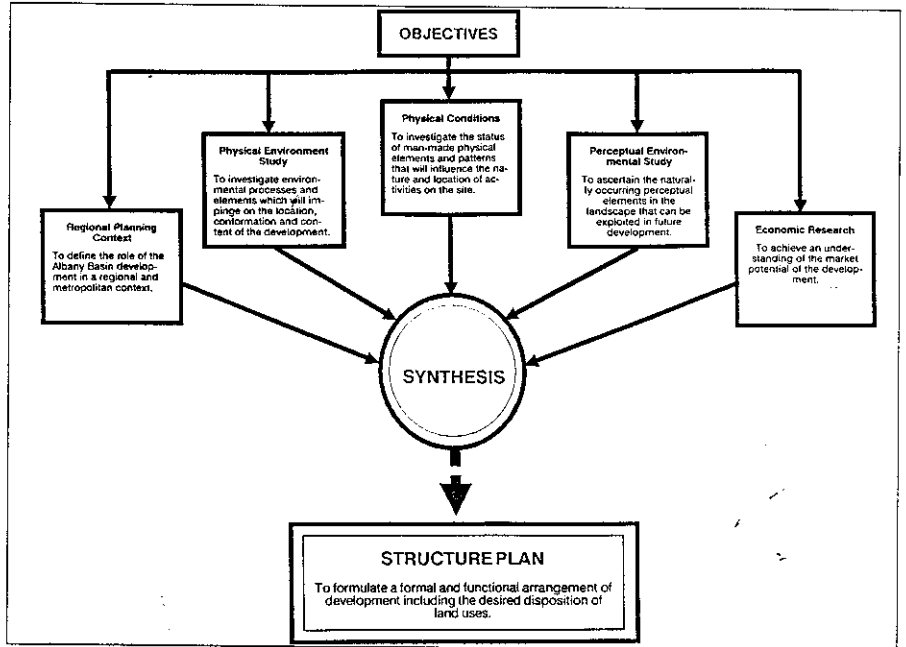 OBJECTIVES
Physical Conditions
To investigate the status
of man-made physical
elements and patterns
that will influence the na-
ture and location of ac-
tivities on the site.
Physical Environment
Study
To investigate environ-
mental processes and
elements which will im-
pinge on the location,
conformation and con-
tent of the development.
Perceptual Environ-
mental Study
To ascertain the natural-
ly occurring perceptual
elements in the
landscape that can be
exploited in future
development.
Regional Planning
Context
To define the role of the
Albany Basin develop-
ment in a regional and
metropolitan context.
Economic Research
To achieve an under-
standing of the market
potential of the develop-
ment.
SYNTHESIS
STRUCTURE PLAN
To formulate a formal and functional arrangement of
development including the desired disposition of
land uses.